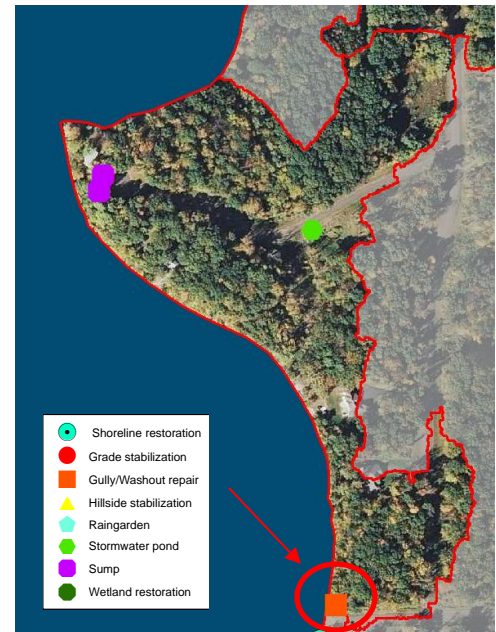 Shoreline restoration
Grade stabilization
Gully/Washout repair
Hillside stabilization
Raingarden
Stormwater pond
Sump
Wetland restoration